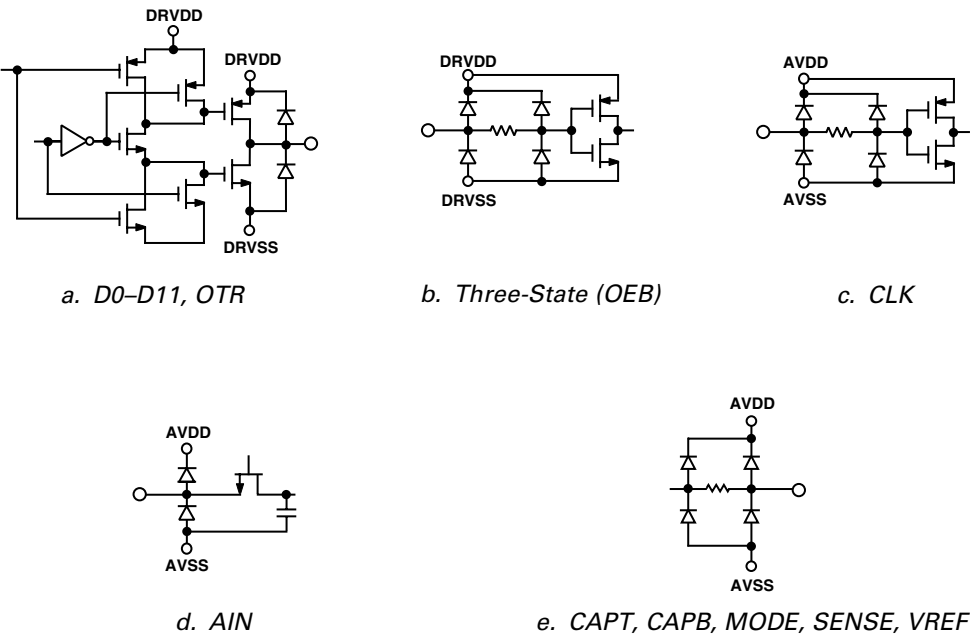 DRVDD
DRVDD
DRVSS
a. D0–D11, OTR
DRVDD
DRVSS
b. Three-State (OEB)
AVDD
AVSS
c. CLK
AVDD
AVSS
d. AIN
AVDD
AVSS
e. CAPT, CAPB, MODE, SENSE, VREF